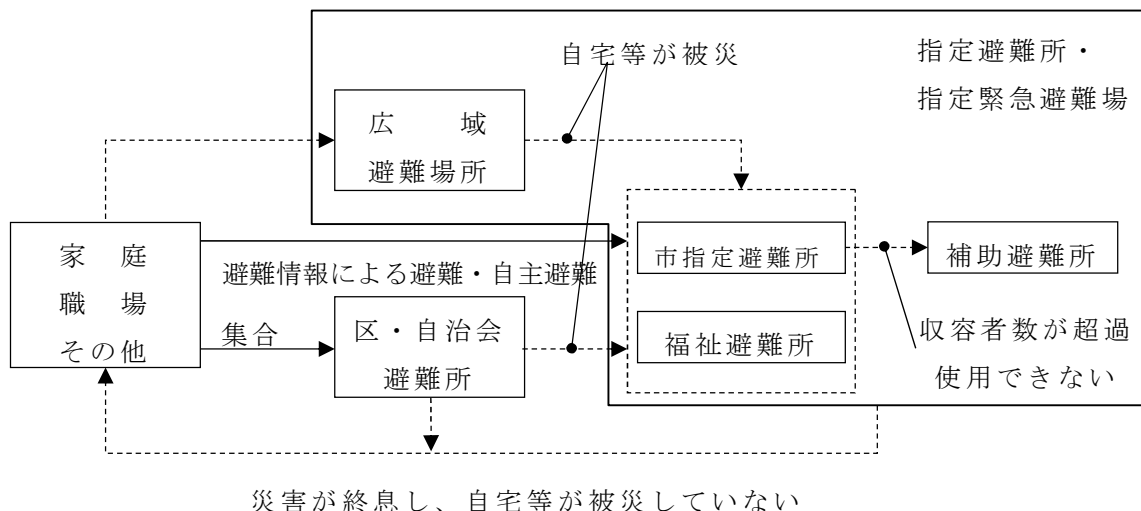 自宅等が被災
指定避難所・
指定緊急避難場
広　域
避難場所
家　庭
職　場
その他
避難情報による避難・自主避難
集合
区・自治会
避難所
市指定避難所
福祉避難所
補助避難所
収容者数が超過
使用できない
災害が終息し、自宅等が被災していない